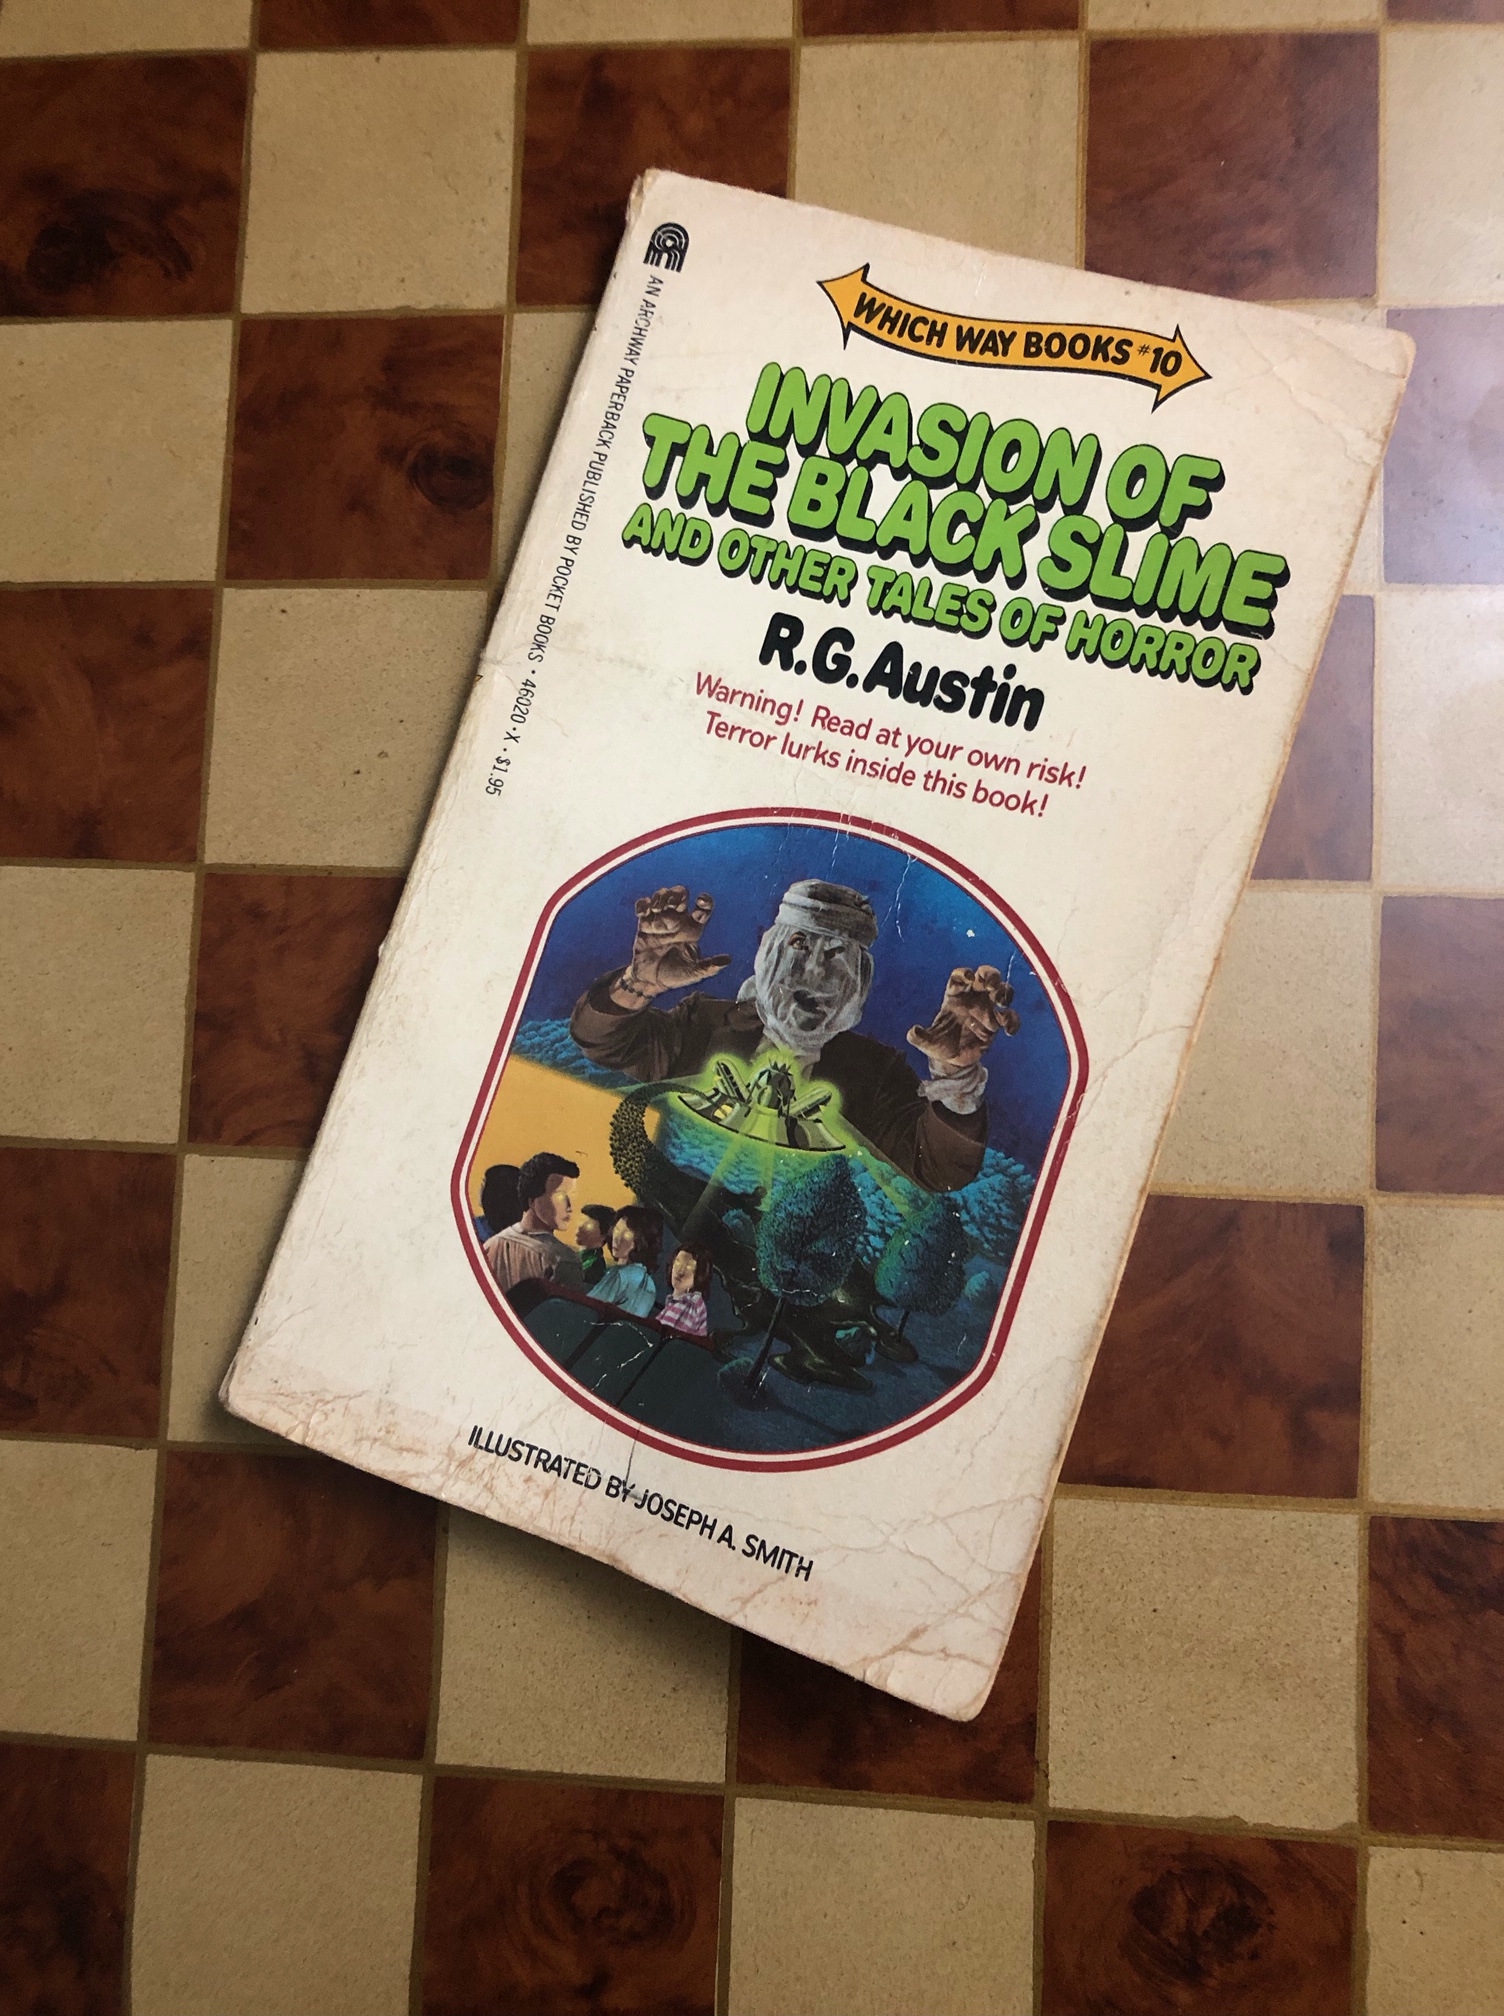 AN ARCHWAY PAPERBACK PUBLISHED BY POCKET BOOKS • 46020 • X • $1.95
WHICH WAY BOOKS #10
INVASION OF
THE BLACK SLIME
AND OTHER TALES OF HORROR
R.G. Austin
Warning! Read at your own risk!
Terror lurks inside this book!
ILLUSTRATED BY JOSEPH A. SMITH